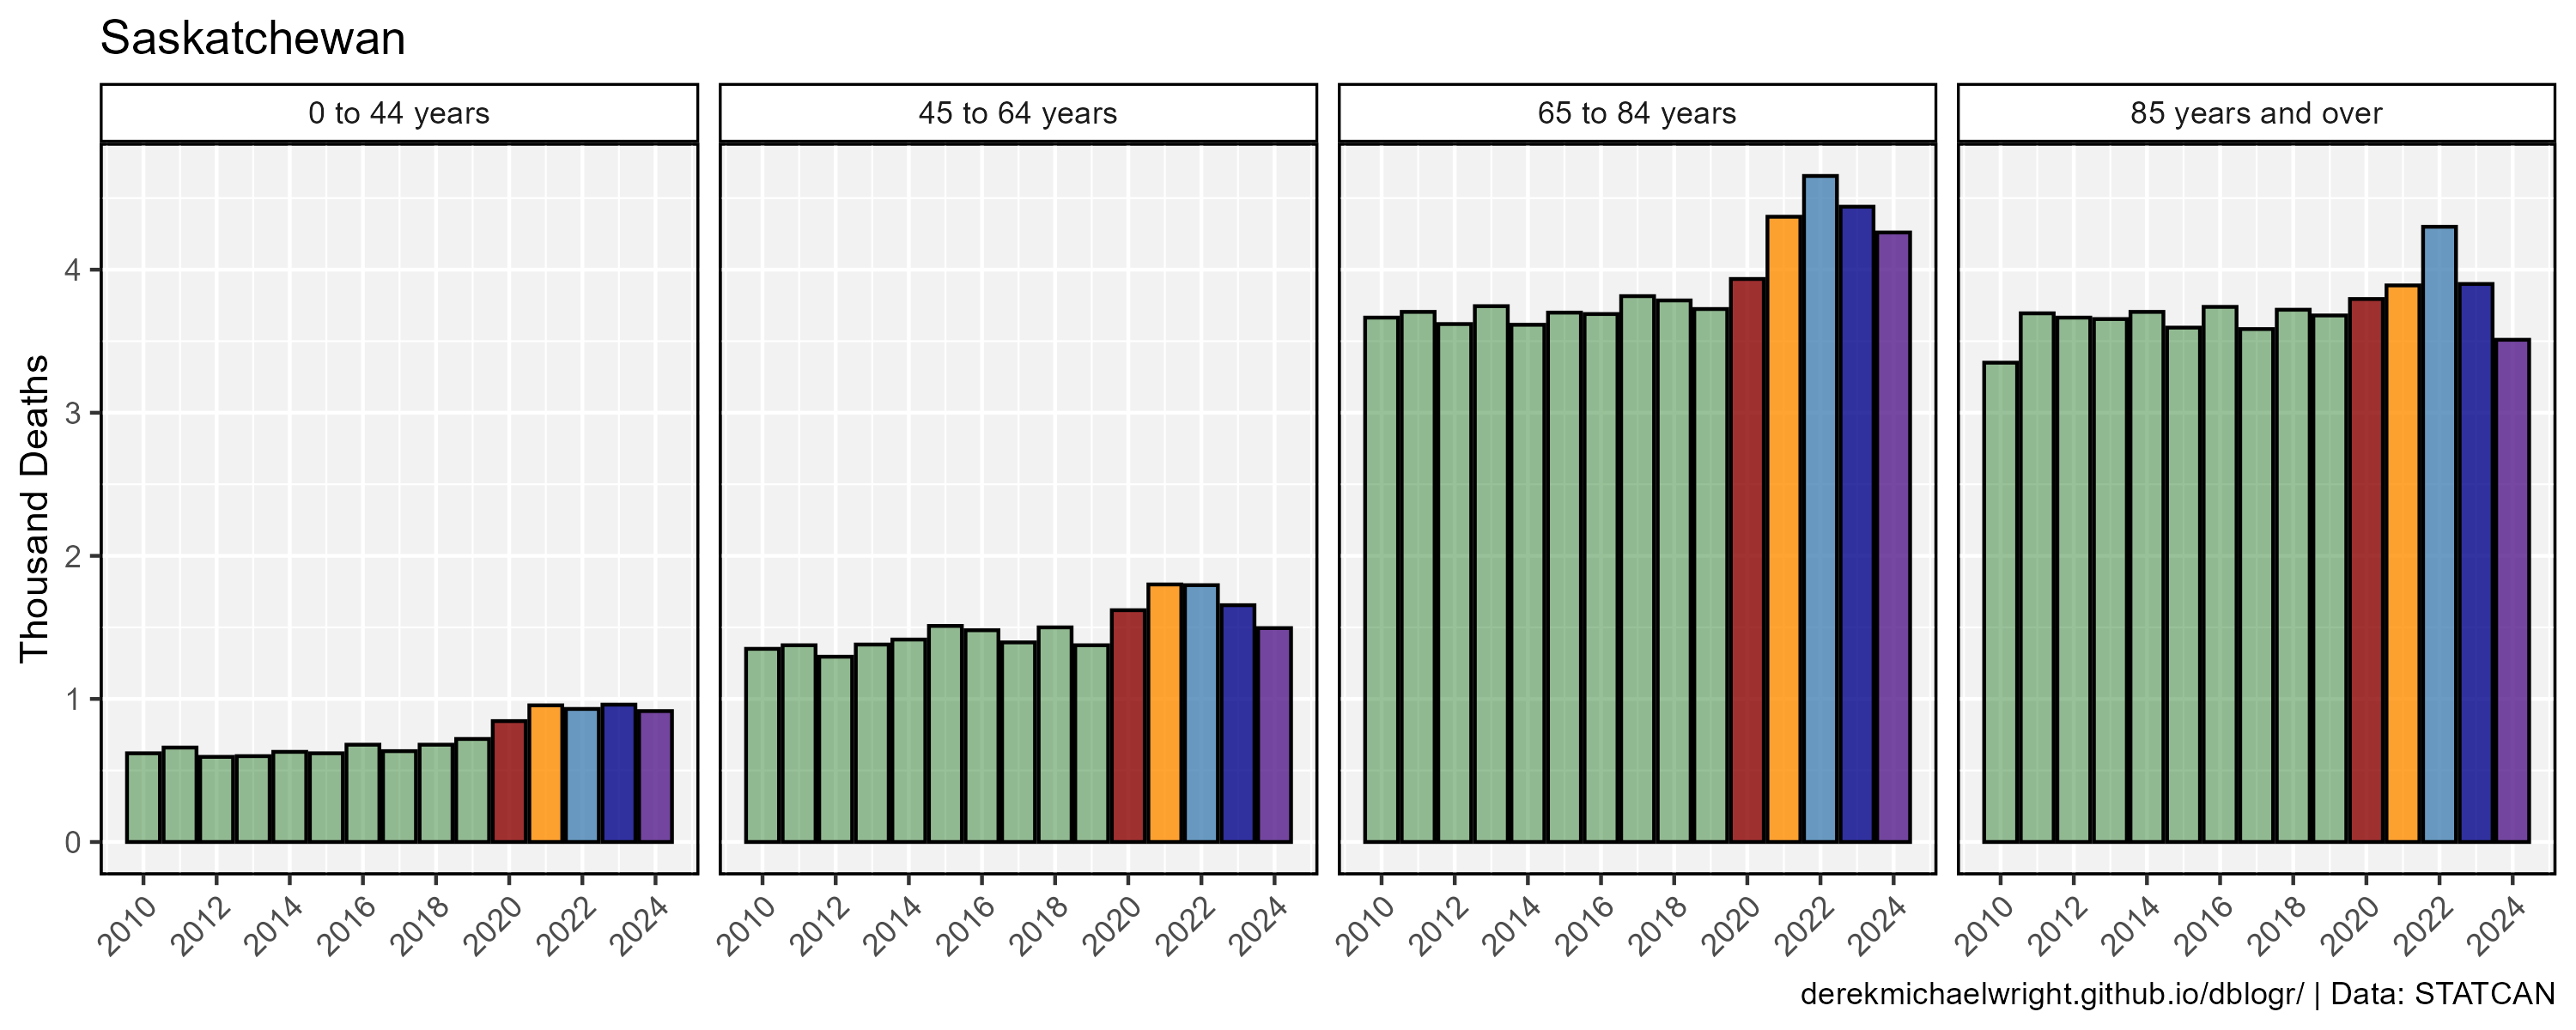 Saskatchewan
0 to 44 years
45 to 64 years
65 to 84 years
85 years and over
Thousand Deaths
4
3
2
1
0
2010 2012 2014 2016 2018 2020 2022 2024
2010 2012 2014 2016 2018 2020 2022 2024
2010 2012 2014 2016 2018 2020 2022 2024
2010 2012 2014 2016 2018 2020 2022 2024
derekmichaelwright.github.io/dblogr/ | Data: STATCAN